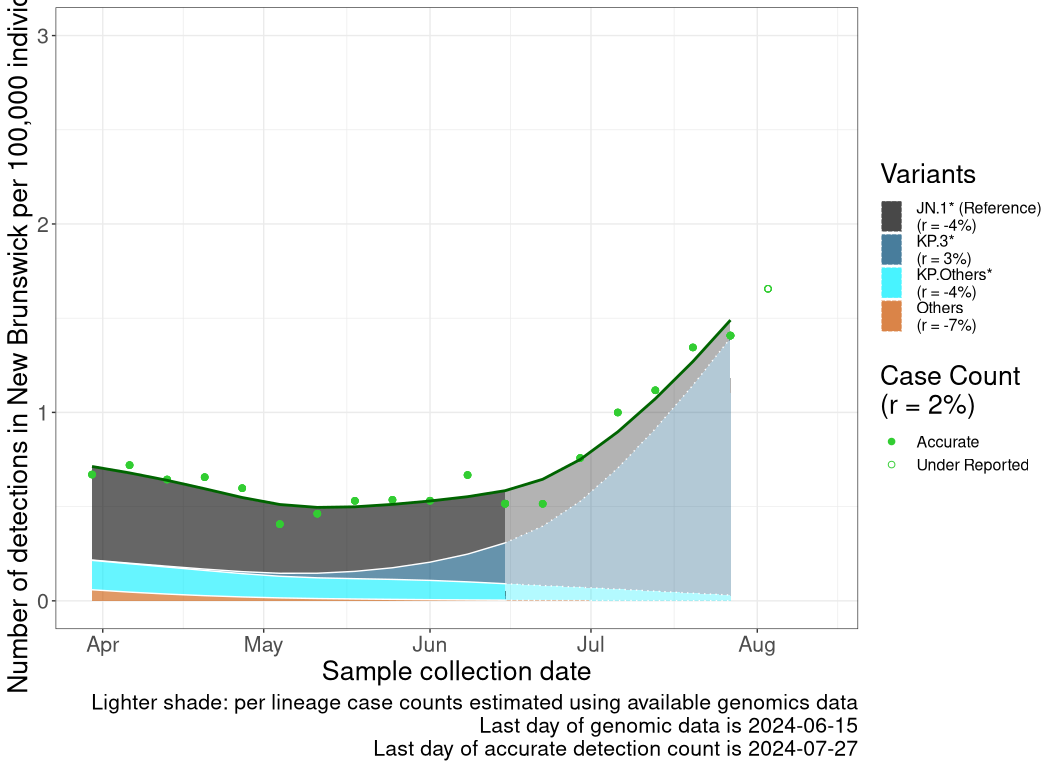 Number of detections in New Brunswick per 100,000
3
2
1
0
Apr
May
Jun
Jul
Aug
Sample collection date
Lighter shade: per lineage case counts estimated using available genomics data
Last day of genomic data is 2024-06-15
Last day of accurate detection count is 2024-07-27
Variants
JN.1* (Reference)
(r = -4%)
KP.3*
(r = 3%)
KP.Others*
(r = -4%)
Others
(r = -7%)
Case Count
(r = 2%)
Accurate
Under Reported